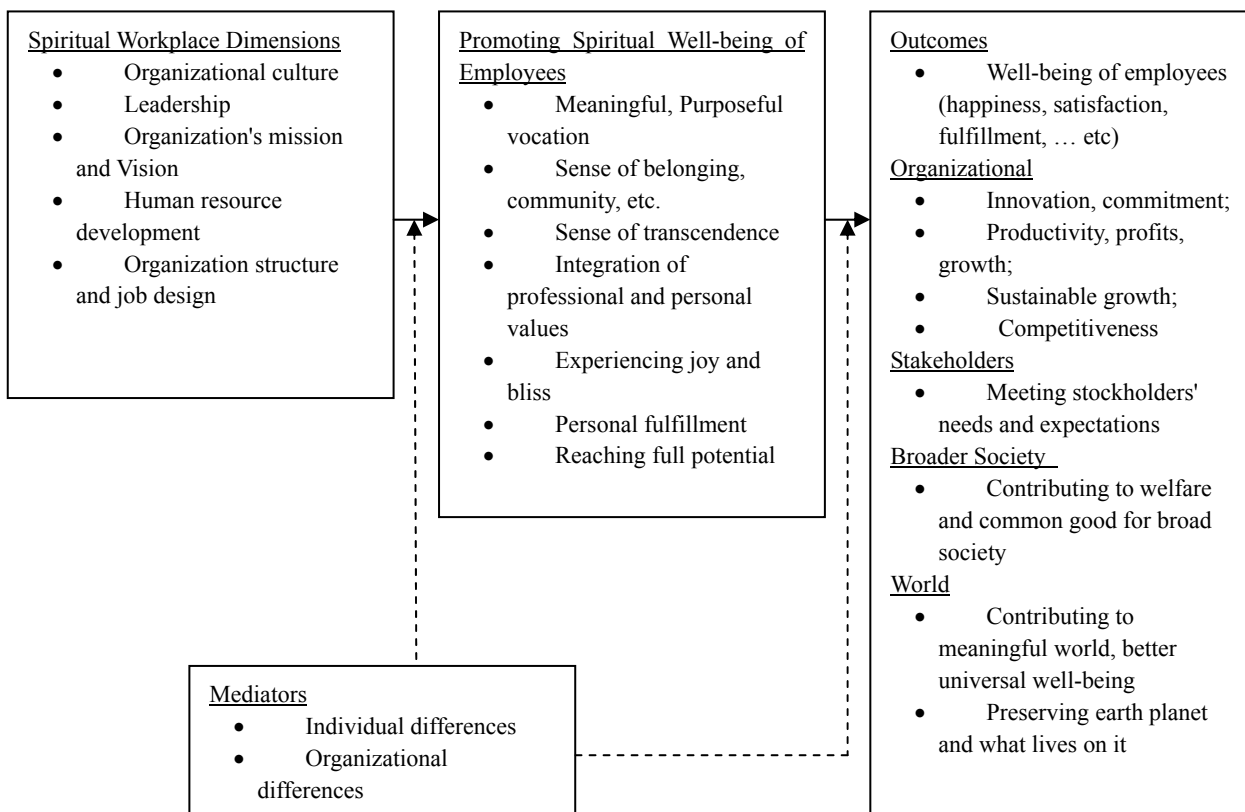 Spiritual Workplace Dimensions
• Organizational culture
• Leadership
• Organization's mission
and Vision
• Human resource
development
• Organization structure
and job design
Promoting Spiritual Well-being of
Employees
• Meaningful, Purposeful
vocation
• Sense of belonging,
community, etc.
• Sense of transcendence
• Integration of
professional and personal
values
• Experiencing joy and
bliss
• Personal fulfillment
• Reaching full potential
Outcomes
• Well-being of employees
(happiness, satisfaction,
fulfillment, … etc)
Organizational
• Innovation, commitment;
• Productivity, profits,
growth;
• Sustainable growth;
• Competitiveness
Stakeholders
• Meeting stockholders'
needs and expectations
Broader Society
• Contributing to welfare
and common good for broad
society
World
• Contributing to
meaningful world, better
universal well-being
• Preserving earth planet
and what lives on it
Mediators
• Individual differences
• Organizational
differences